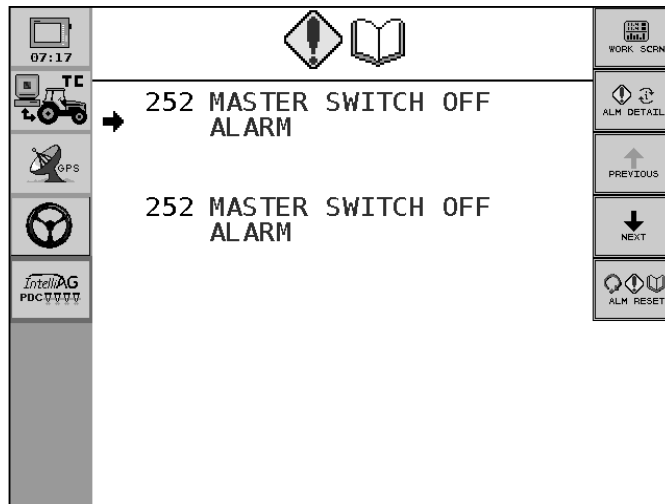 07:17
TC
GPS
IntelliAG
PDC
252 MASTER SWITCH OFF
ALARM
252 MASTER SWITCH OFF
ALARM
WORK SCRN
ALM DETAIL
PREVIOUS
NEXT
ALM RESET